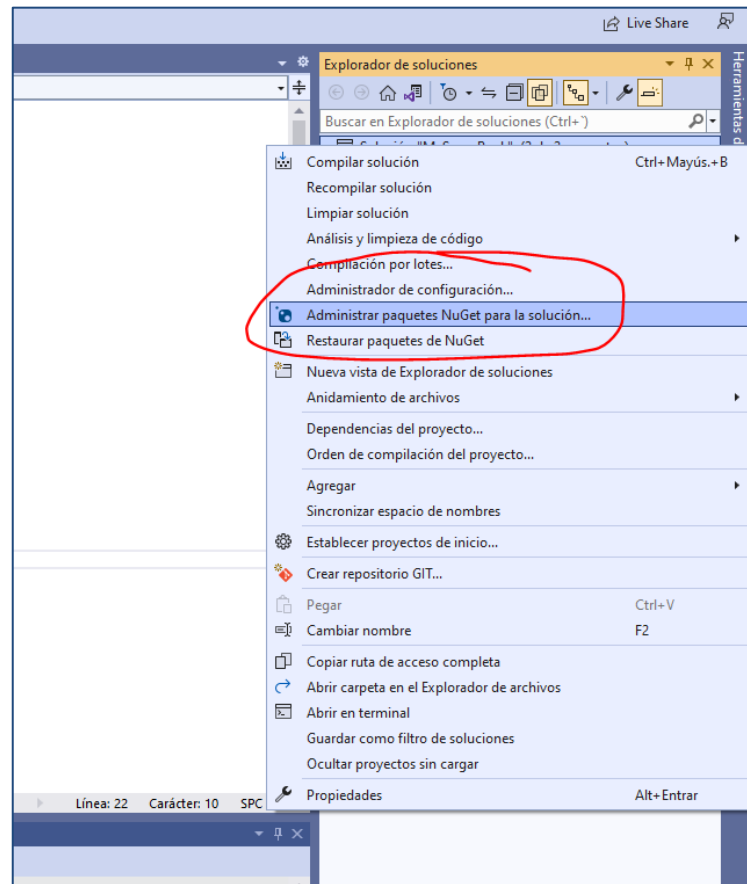 Live Share
Explorador de soluciones
Buscar en Explorador de soluciones (Ctrl+`)
Compilar solución Ctrl+Mayús.+B
Recompilar solución
Limpiar solución
Análisis y limpieza de código
Compilación por lotes...
Administrador de configuración...
Administrar paquetes NuGet para la solución...
Restaurar paquetes de NuGet
Nueva vista de Explorador de soluciones
Anidamiento de archivos
Dependencias del proyecto...
Orden de compilación del proyecto...
Agregar
Sincronizar espacio de nombres
Establecer proyectos de inicio...
Crear repositorio GIT...
Pegar Ctrl+V
Cambiar nombre F2
Copiar ruta de acceso completa
Abrir carpeta en el Explorador de archivos
Abrir en terminal
Guardar como filtro de soluciones
Ocultar proyectos sin cargar
Propiedades Alt+Entrar
Línea: 22 Carácter: 10 SPC
Herramientas d